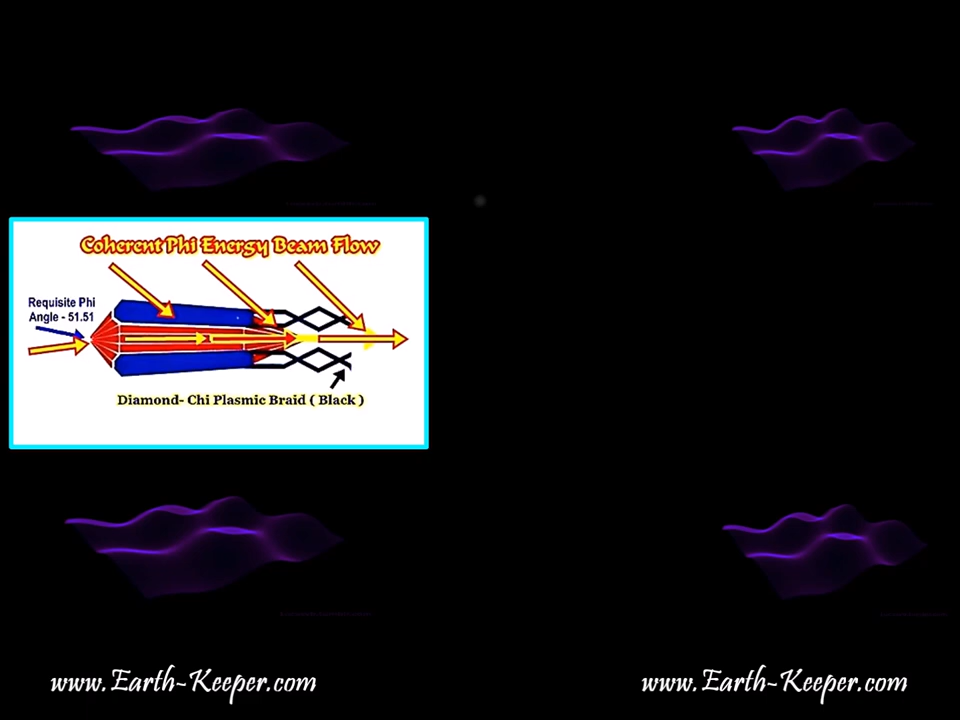 Coherent Phi Energy Beam Flow
Requisite Phi
Angle - 51.51
Diamond- Chi Plasmic Braid ( Black )
www.Earth-Keeper.com
www.Earth-Keeper.com